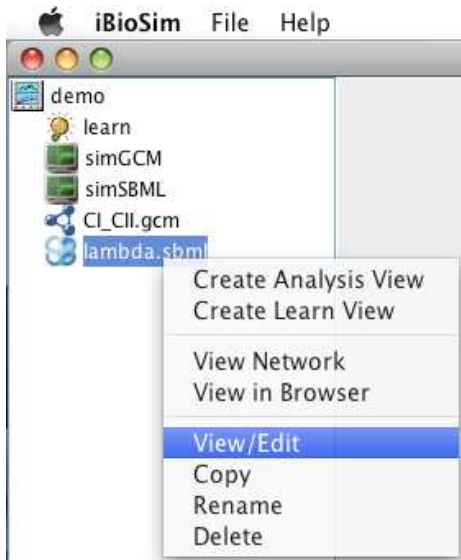 iBioSim File Help
demo
learn
simGCM
simSBML
CI_CII.gcm
lambda.sbml
Create Analysis View
Create Learn View
View Network
View in Browser
View/Edit
Copy
Rename
Delete